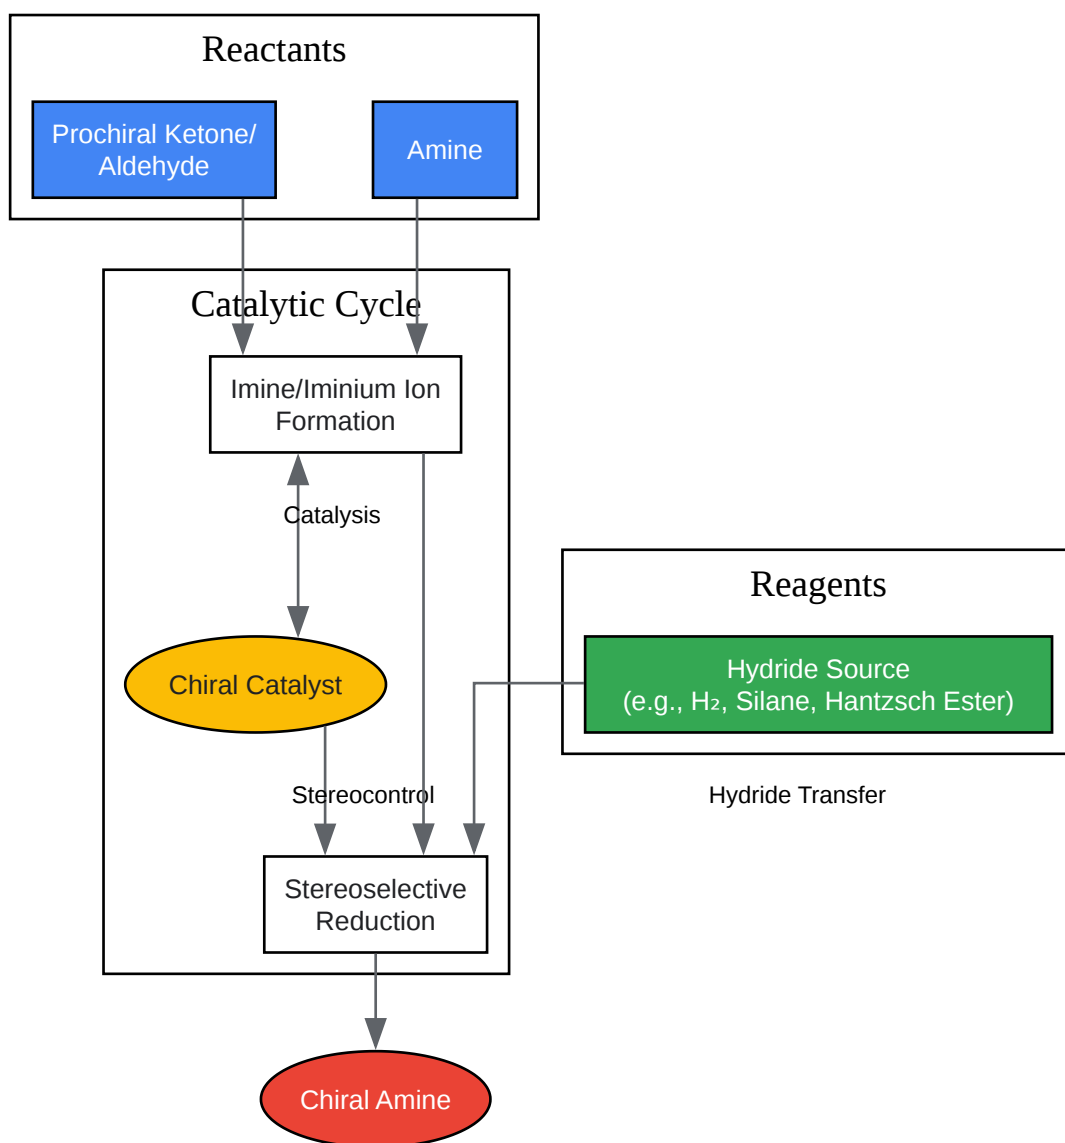 Reactants
Prochiral Ketone/
Aldehyde
Amine
Catalytic Cycle
Imine/Iminium Ion
Formation
Catalysis
Chiral Catalyst
Reagents
Hydride Source
(e.g., H₂, Silane, Hantzsch Ester)
Stereocontrol
Hydride Transfer
Stereoselective
Reduction
Chiral Amine